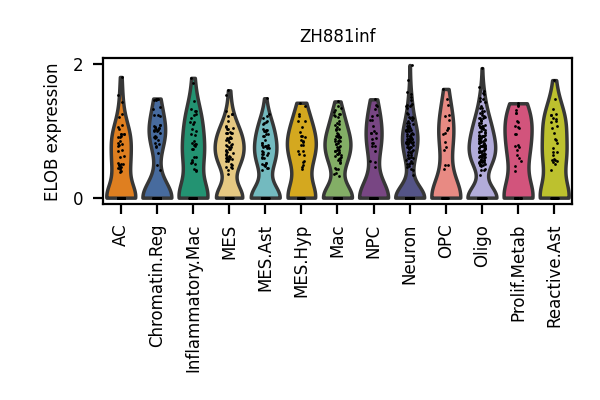 ZH881inf
ELOB expression
2
0
AC
Chromatin.Reg
Inflammatory.Mac
MES
MES.Ast
MES.Hyp
Mac
NPC
Neuron
OPC
Oligo
Prolif.Metab
Reactive.Ast